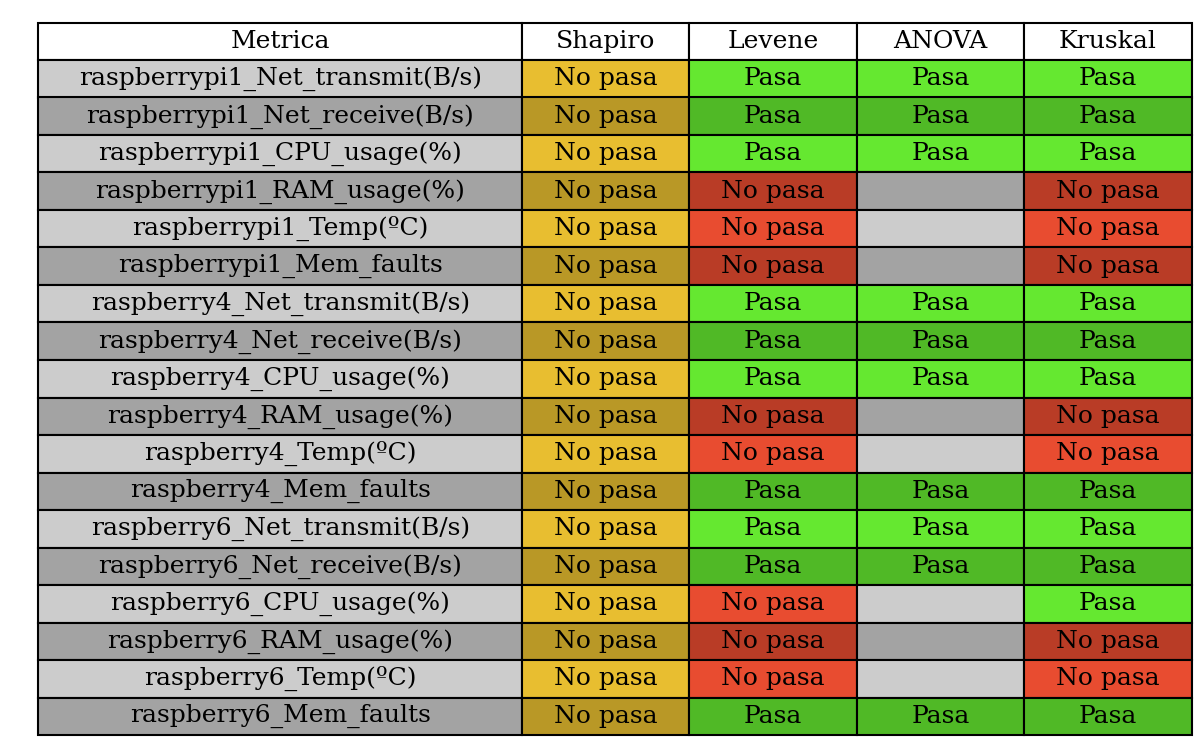 Metrica Shapiro Levene ANOVA Kruskal
raspberrypi1_Net_transmit(B/s) No pasa Pasa Pasa Pasa
raspberrypi1_Net_receive(B/s) No pasa Pasa Pasa Pasa
raspberrypi1_CPU_usage(%) No pasa Pasa Pasa Pasa
raspberrypi1_RAM_usage(%) No pasa No pasa No pasa
raspberrypi1_Temp(ºC) No pasa No pasa No pasa
raspberrypi1_Mem_faults No pasa No pasa No pasa
raspberry4_Net_transmit(B/s) No pasa Pasa Pasa Pasa
raspberry4_Net_receive(B/s) No pasa Pasa Pasa Pasa
raspberry4_CPU_usage(%) No pasa Pasa Pasa Pasa
raspberry4_RAM_usage(%) No pasa No pasa No pasa
raspberry4_Temp(ºC) No pasa No pasa No pasa
raspberry4_Mem_faults No pasa Pasa Pasa Pasa
raspberry6_Net_transmit(B/s) No pasa Pasa Pasa Pasa
raspberry6_Net_receive(B/s) No pasa Pasa Pasa Pasa
raspberry6_CPU_usage(%) No pasa No pasa Pasa
raspberry6_RAM_usage(%) No pasa No pasa No pasa
raspberry6_Temp(ºC) No pasa No pasa No pasa
raspberry6_Mem_faults No pasa Pasa Pasa Pasa